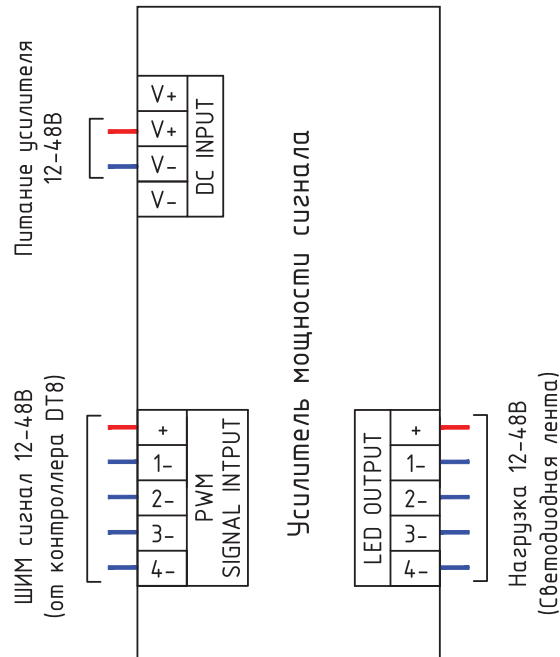 Питание усилителя
12-48В
V+
V+
V-
V-
DC INPUT
Усилитель мощности сигнала
ШИМ сигнал 12-48В
(от контроллера DT8)
+
1-
2-
3-
4-
PWM
SIGNAL INTPUT
LED OUTPUT
+
1-
2-
3-
4-
Нагрузка 12-48В
(Светодиодная лента)